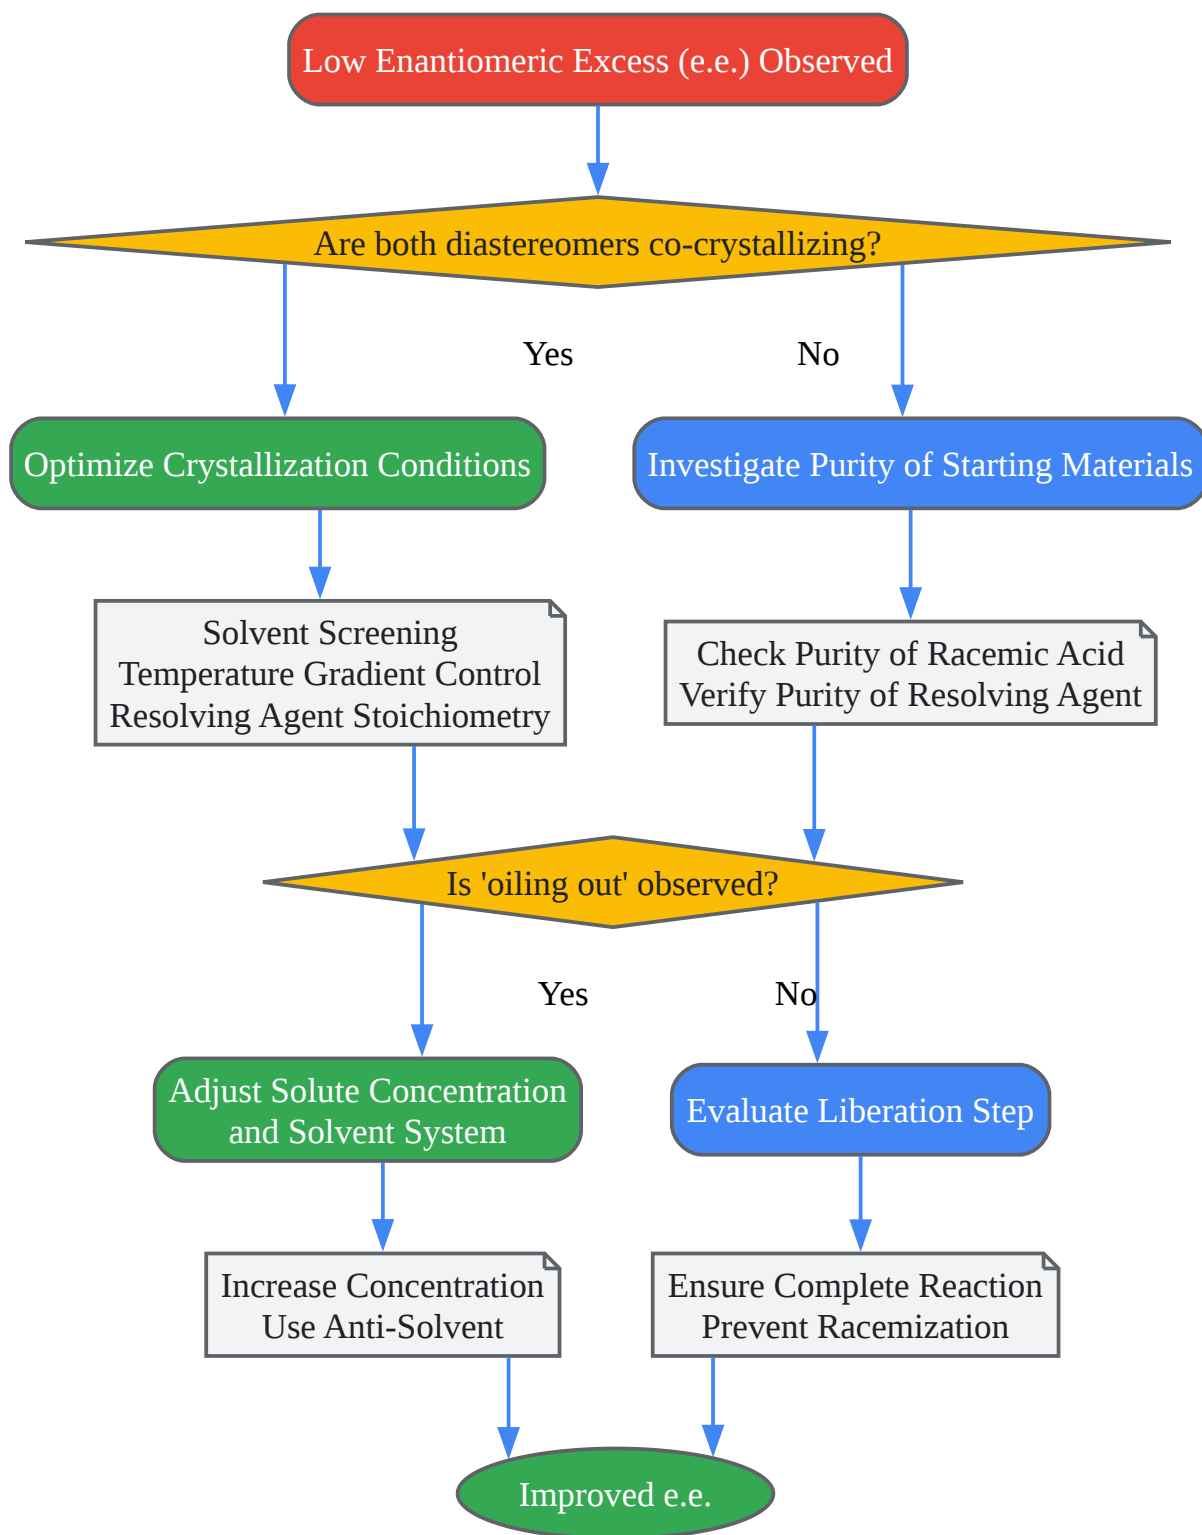 Low Enantiomeric Excess (e.e.) Observed
Are both diastereomers co-crystallizing?
Yes
No
Optimize Crystallization Conditions
Investigate Purity of Starting Materials
Solvent Screening
Temperature Gradient Control
Resolving Agent Stoichiometry
Check Purity of Racemic Acid
Verify Purity of Resolving Agent
Is 'oiling out' observed?
Yes
No
Adjust Solute Concentration
and Solvent System
Evaluate Liberation Step
Increase Concentration
Use Anti-Solvent
Ensure Complete Reaction
Prevent Racemization
Improved e.e.